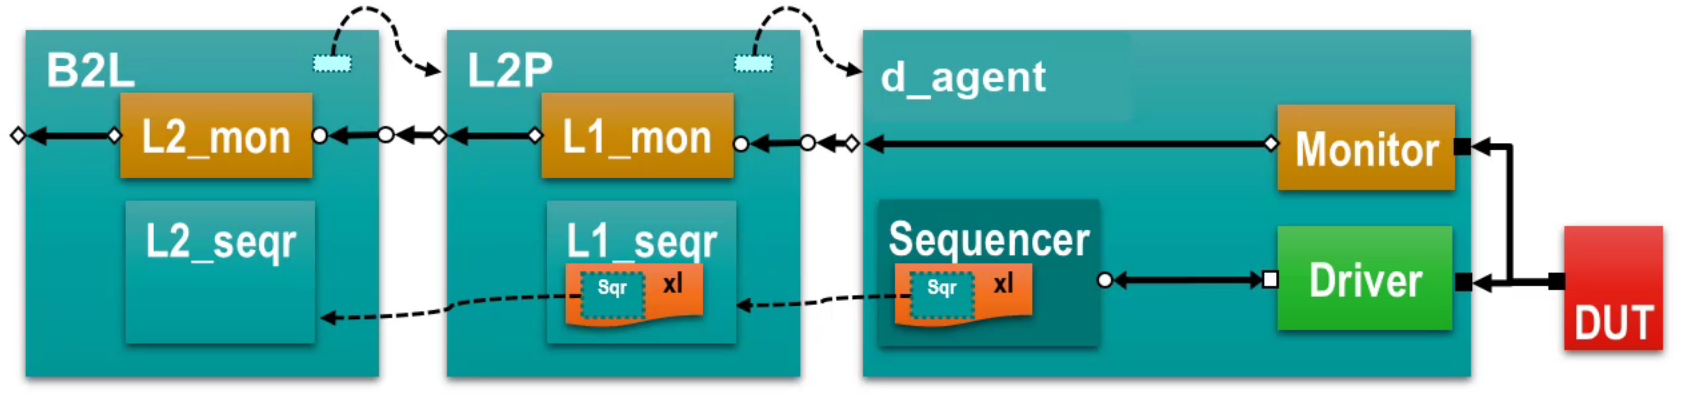 B2L
L2_mon
L2_seqr
L2P
L1_mon
L1_seqr
Sqr xl
d_agent
Monitor
Sequencer
Sqr xl
Driver
DUT